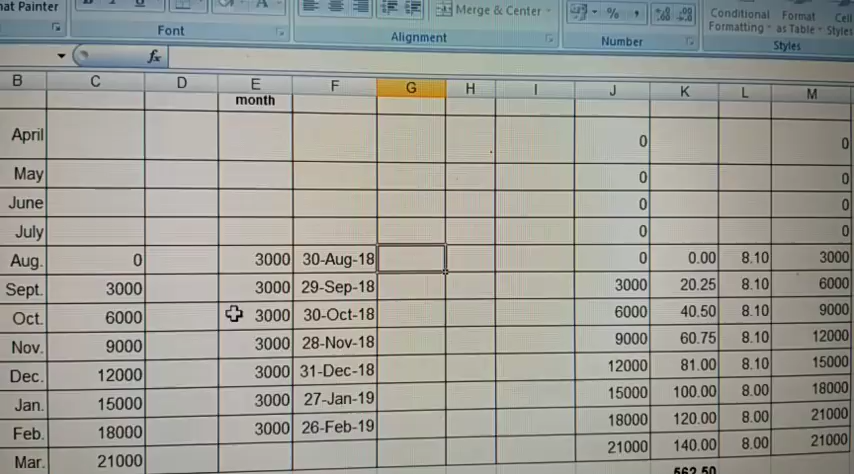 mat Painter
Merge & Center
%
Conditional Formatting
Format as Table
Cell Styles
Font
Alignment
Number
Styles
fx
B C D E F G H I J K L M
month
April 0 0
May 0 0
June 0 0
July 0 0
Aug. 0 3000 30-Aug-18 0 0.00 8.10 3000
Sept. 3000 3000 29-Sep-18 3000 20.25 8.10 6000
Oct. 6000 3000 30-Oct-18 6000 40.50 8.10 9000
Nov. 9000 3000 28-Nov-18 9000 60.75 8.10 12000
Dec. 12000 3000 31-Dec-18 12000 81.00 8.10 15000
Jan. 15000 3000 27-Jan-19 15000 100.00 8.00 18000
Feb. 18000 3000 26-Feb-19 18000 120.00 8.00 21000
Mar. 21000 21000 140.00 8.00 21000
562.50